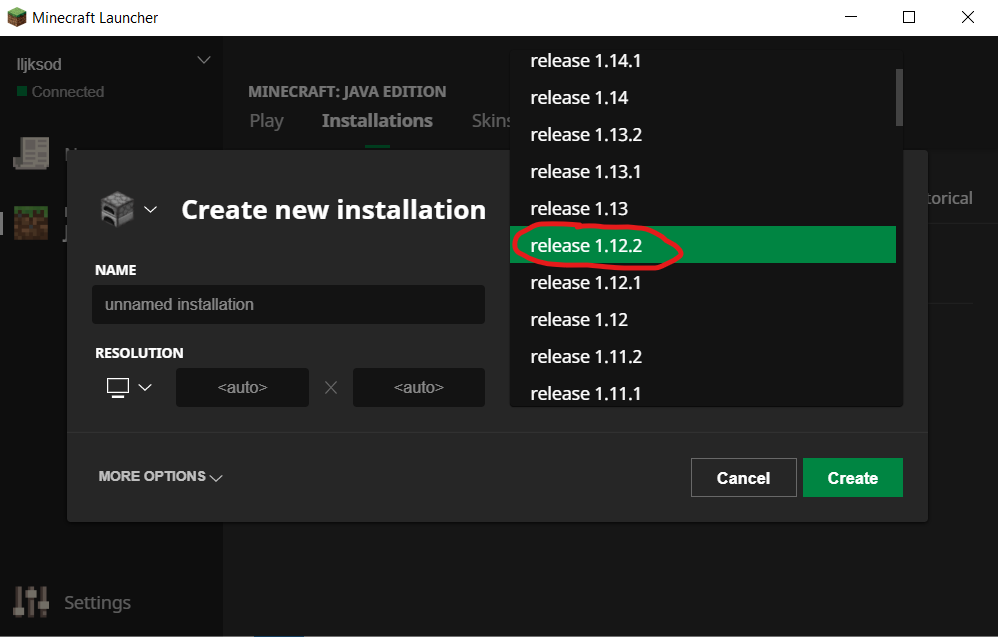 Minecraft Launcher
lljksod
Connected
MINECRAFT: JAVA EDITION
Play Installations Skins
Create new installation
NAME
unnamed installation
RESOLUTION
<auto> X <auto>
release 1.14.1
release 1.14
release 1.13.2
release 1.13.1
release 1.13
release 1.12.2
release 1.12.1
release 1.12
release 1.11.2
release 1.11.1
torical
MORE OPTIONS
Cancel
Create
Settings